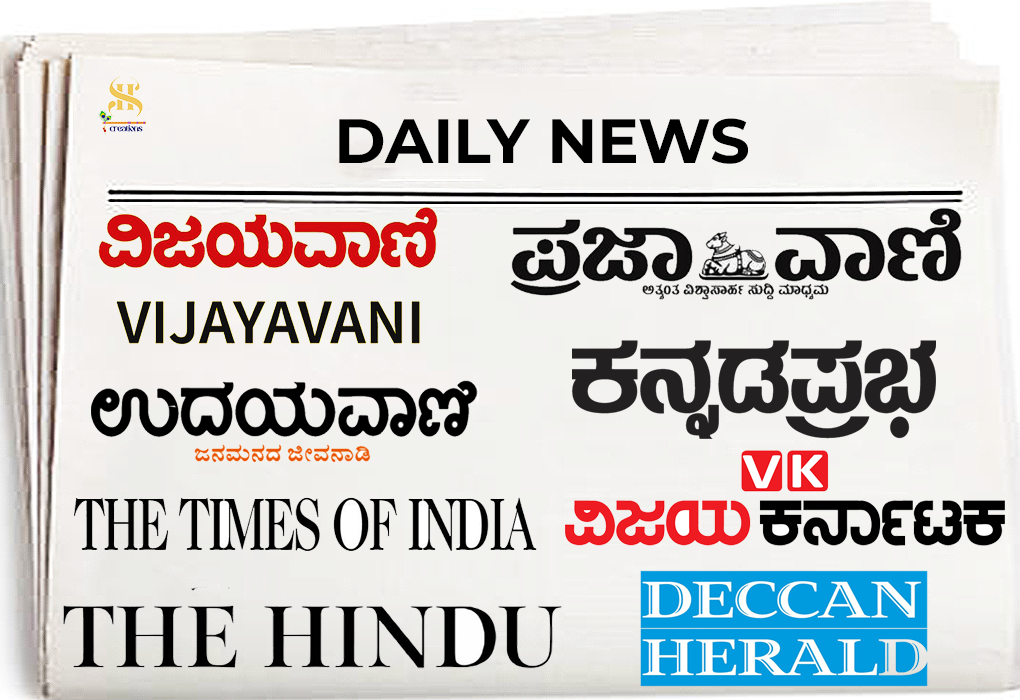 SH
creations
DAILY NEWS
ವಿಜಯವಾಣಿ
VIJAYAVANI
ಉದಯವಾಣಿ
ಜನಮನದ ಜೀವನಾಡಿ
THE TIMES OF INDIA
THE HINDU
ಪ್ರಜಾವಾಣಿ
ಅತ್ಯಂತ ವಿಶ್ವಾಸಾರ್ಹ ಸುದ್ದಿ ಮಾಧ್ಯಮ
ಕನ್ನಡಪ್ರಭ
VK
ವಿಜಯ ಕರ್ನಾಟಕ
DECCAN
HERALD